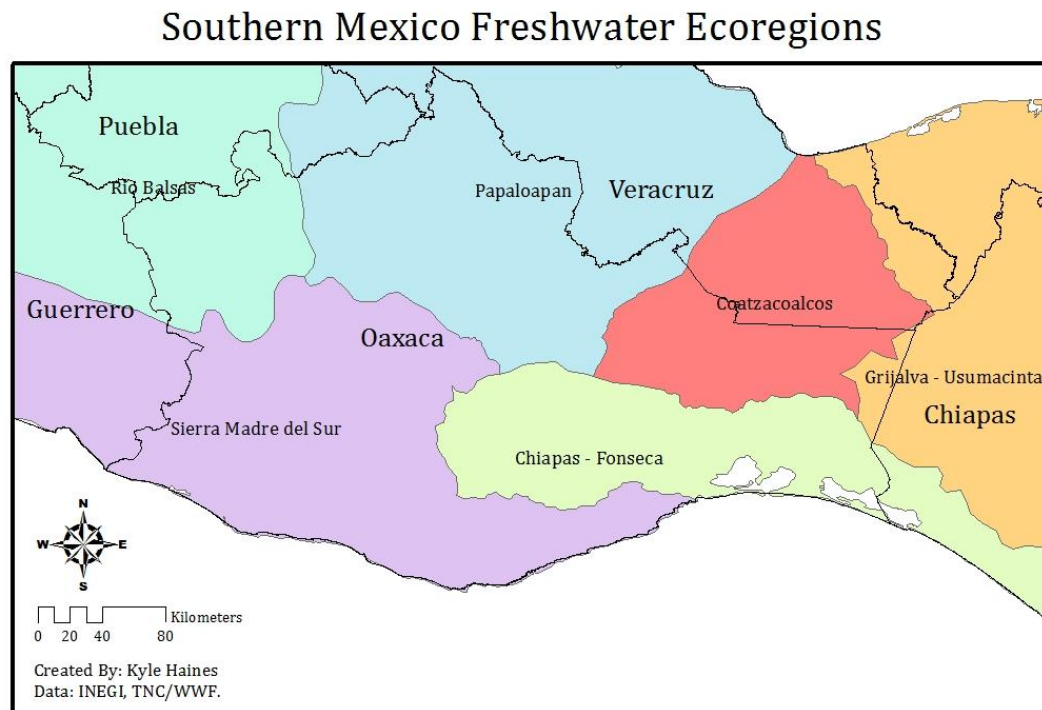 Southern Mexico Freshwater Ecoregions
Puebla
Rio Balsas
Papaloapan
Veracruz
Guerrero
Coatzacoalcos
Oaxaca
Grijalva - Usumacinta
Chiapas
Sierra Madre del Sur
Chiapas - Fonseca
N
W
E
S
Kilometers
0 20 40 80
Created By: Kyle Haines
Data: INEGI, TNC/WWF.